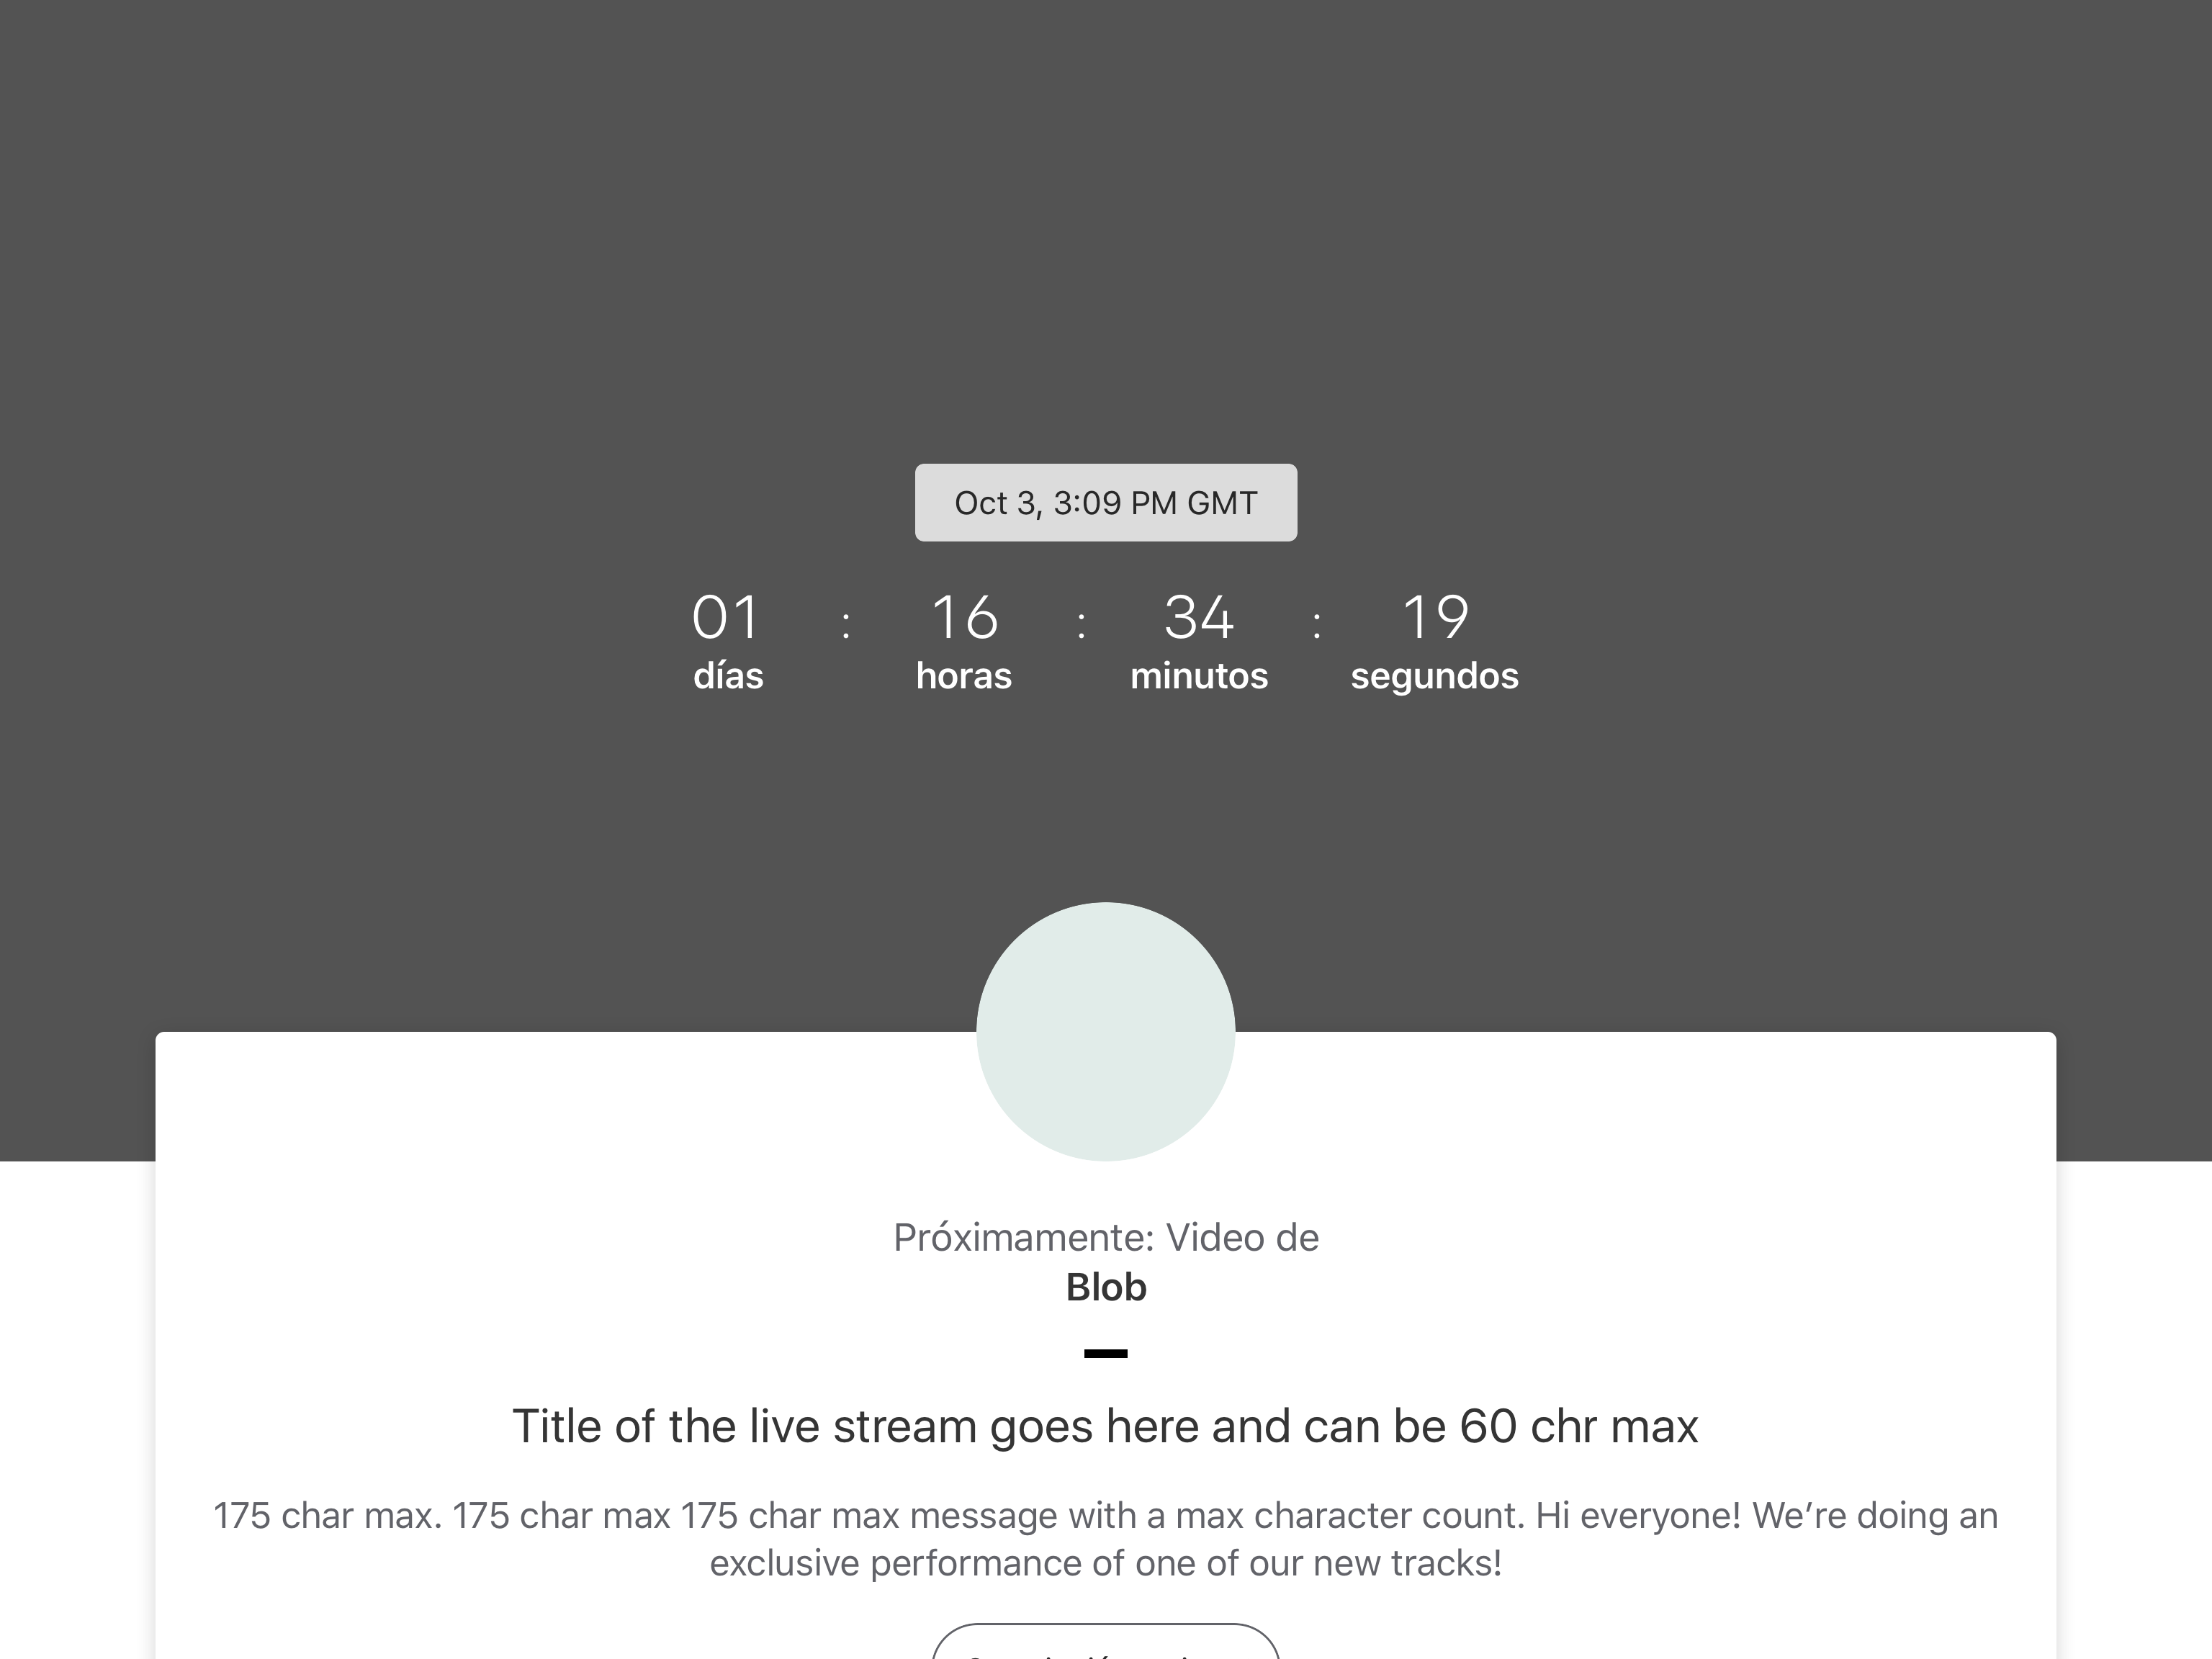 Oct 3, 3:09 PM GMT
01 : 16 : 34 : 19
días horas minutos segundos
Próximamente: Video de
Blob
Title of the live stream goes here and can be 60 chr max
175 char max. 175 char max 175 char max message with a max character count. Hi everyone! We’re doing an
exclusive performance of one of our new tracks!